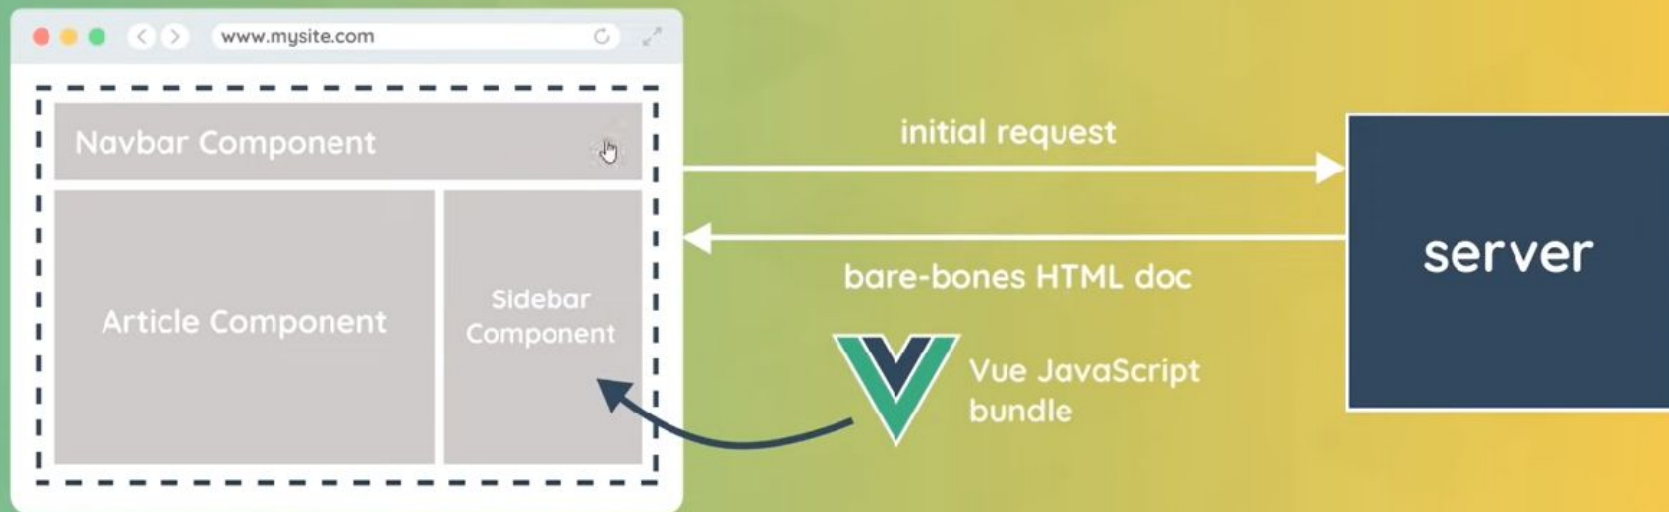 www.mysite.com
Navbar Component
Article Component
Sidebar
Component
initial request
bare-bones HTML doc
Vue JavaScript
bundle
server